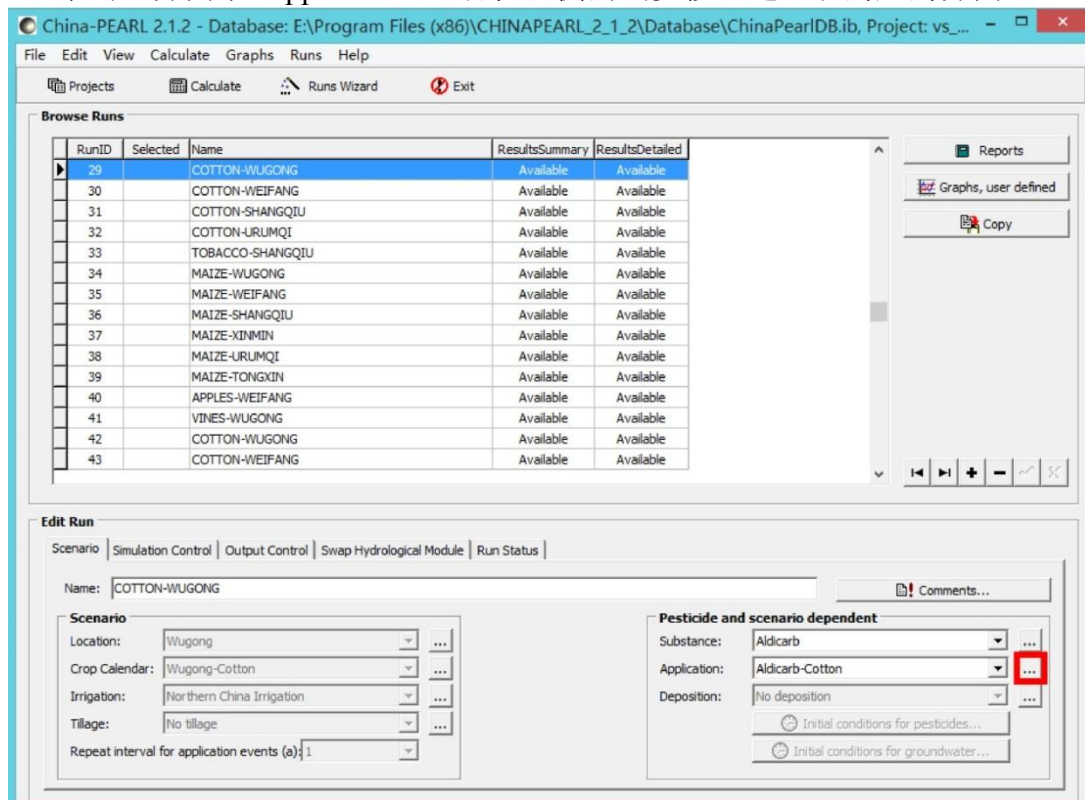 China-PEARL 2.1.2 - Database: E:\Program Files (x86)\CHINAPEARL_2_1_2\Database\ChinaPearlDB.ib, Project: vs_...
File Edit View Calculate Graphs Runs Help
Projects Calculate Runs Wizard Exit
Browse Runs
RunID Selected Name ResultsSummary ResultsDetailed
29 COTTON-WUGONG Available Available
30 COTTON-WEIFANG Available Available
31 COTTON-SHANGQIU Available Available
32 COTTON-URUMQI Available Available
33 TOBACCO-SHANGQIU Available Available
34 MAIZE-WUGONG Available Available
35 MAIZE-WEIFANG Available Available
36 MAIZE-SHANGQIU Available Available
37 MAIZE-XINMIN Available Available
38 MAIZE-URUMQI Available Available
39 MAIZE-TONGXIN Available Available
40 APPLES-WEIFANG Available Available
41 VINES-WUGONG Available Available
42 COTTON-WUGONG Available Available
43 COTTON-WEIFANG Available Available
Reports
Graphs, user defined
Copy
Edit Run
Scenario Simulation Control Output Control Swap Hydrological Module Run Status
Name: COTTON-WUGONG Comments...
Scenario
Location: Wugong ...
Crop Calendar: Wugong-Cotton ...
Irrigation: Northern China Irrigation ...
Tillage: No tillage ...
Repeat interval for application events (a): 1
Pesticide and scenario dependent
Substance: Aldicarb ...
Application: Aldicarb-Cotton ...
Deposition: No deposition ...
Initial conditions for pesticides...
Initial conditions for groundwater...